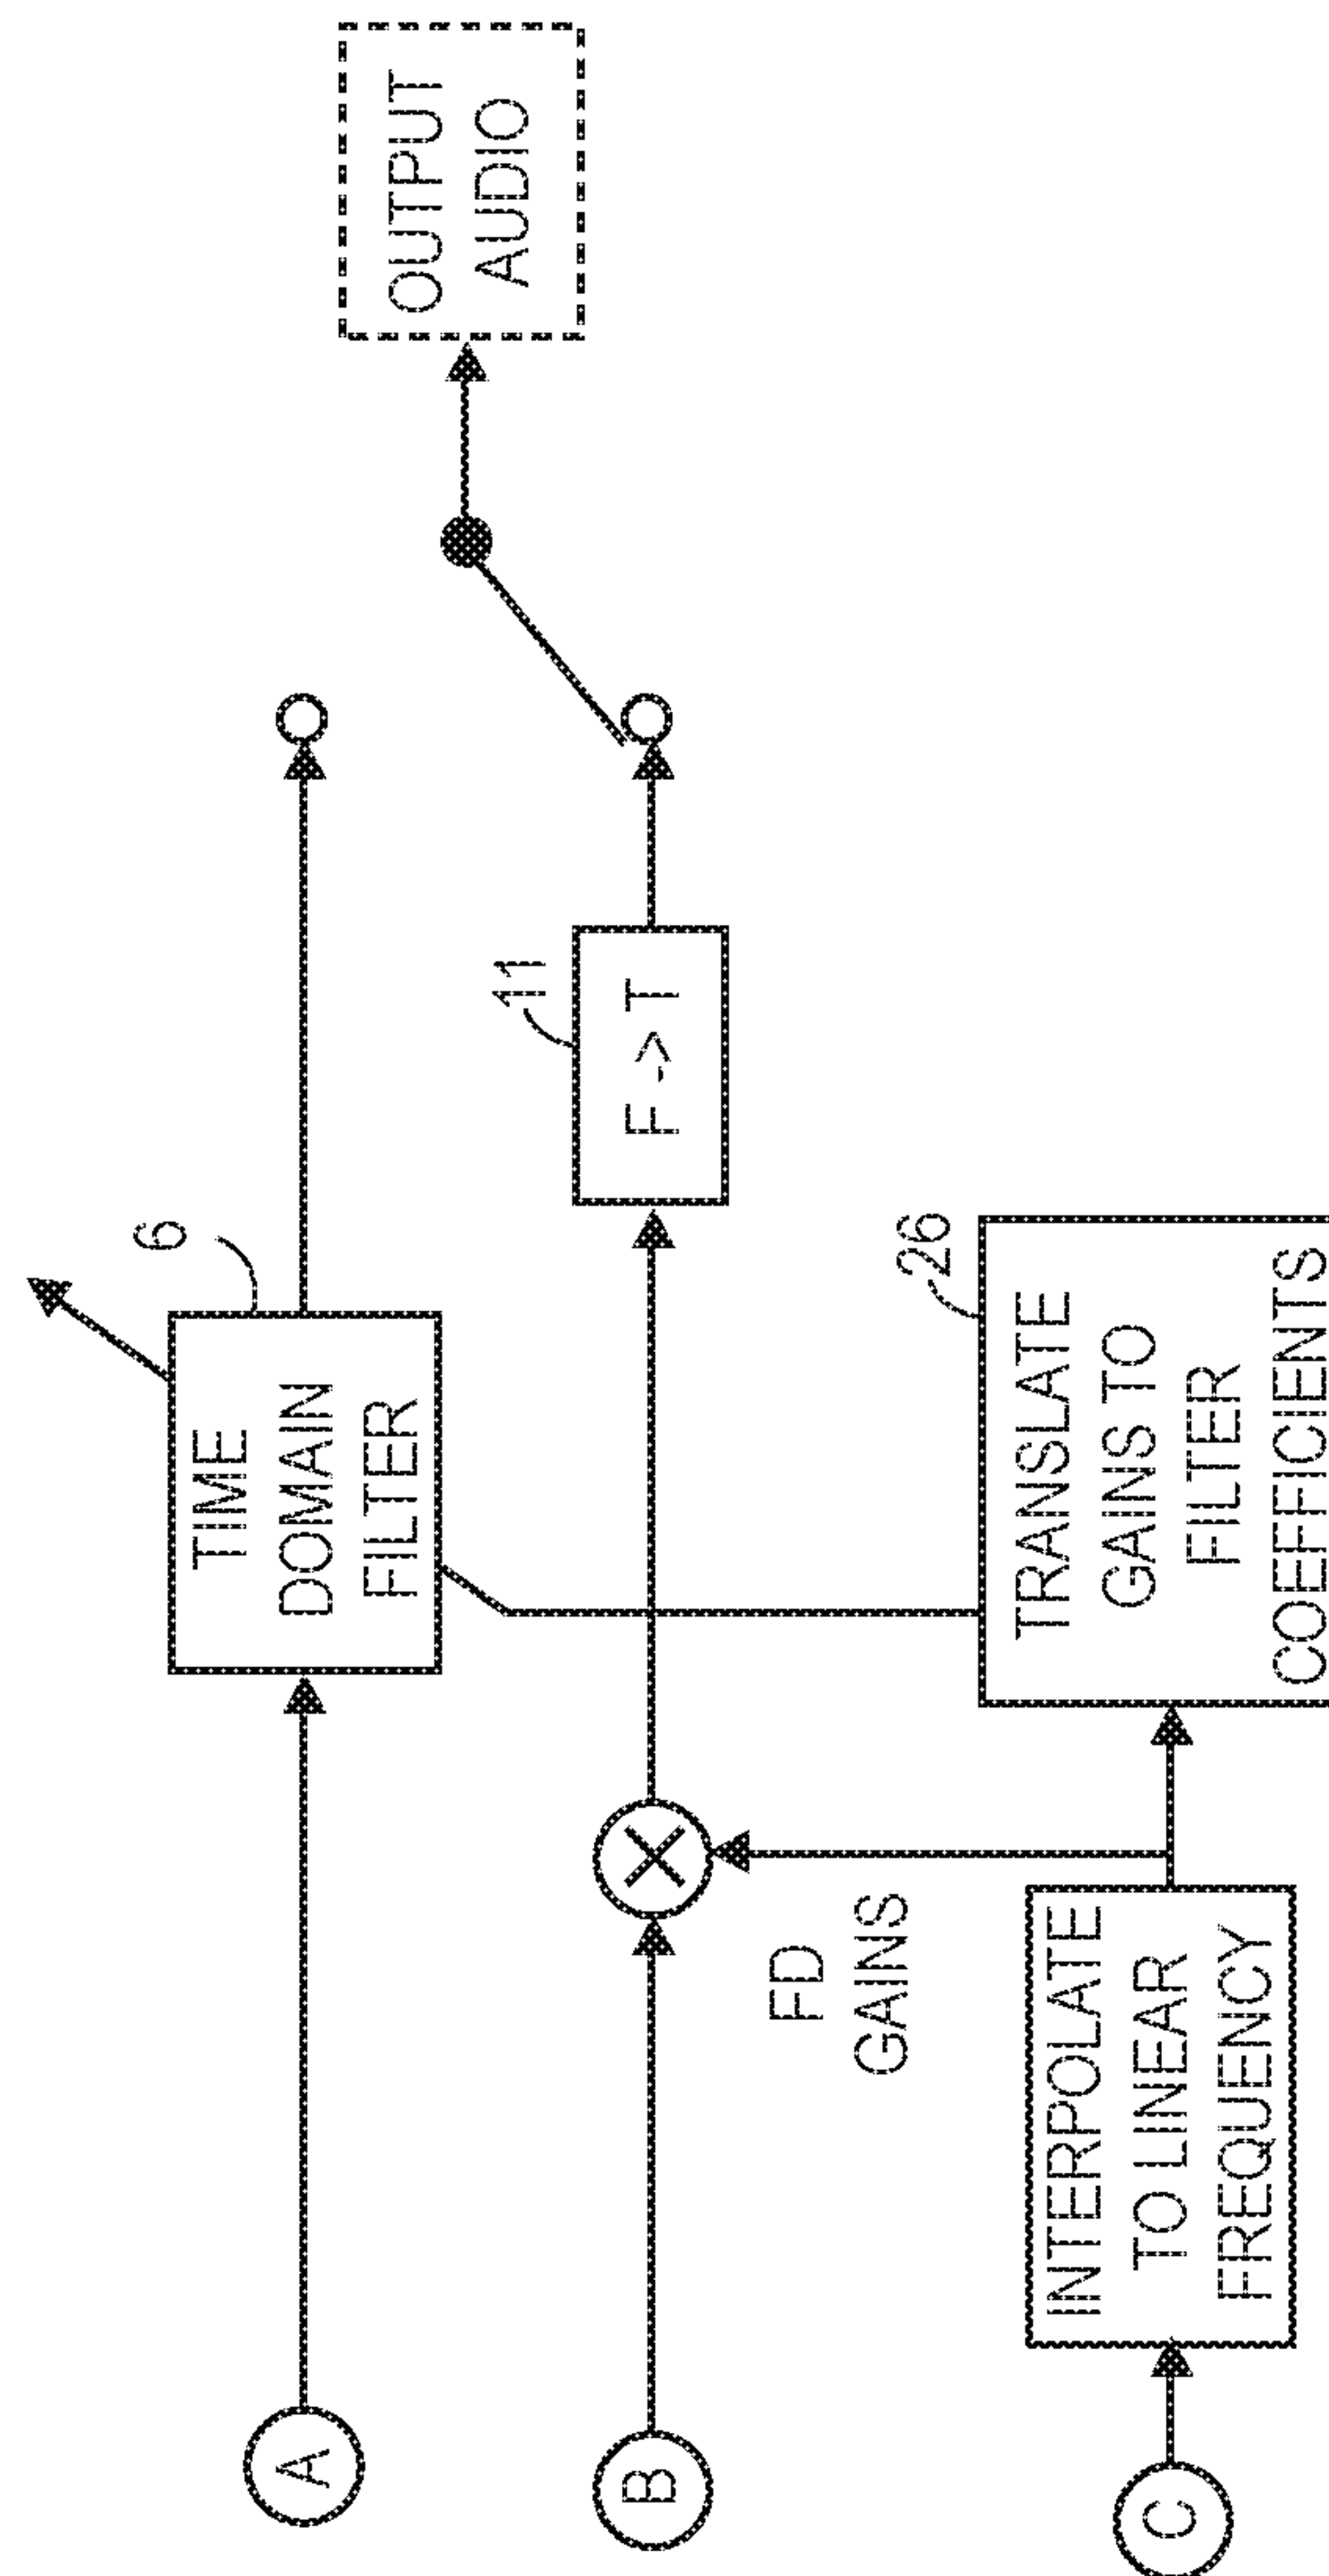 A
TIME
DOMAIN
FILTER
6
OUTPUT
AUDIO
B
FD
GAINS
F -> T
11
C
INTERPOLATE
TO LINEAR
FREQUENCY
TRANSLATE
GAINS TO
FILTER
COEFFICIENTS
26